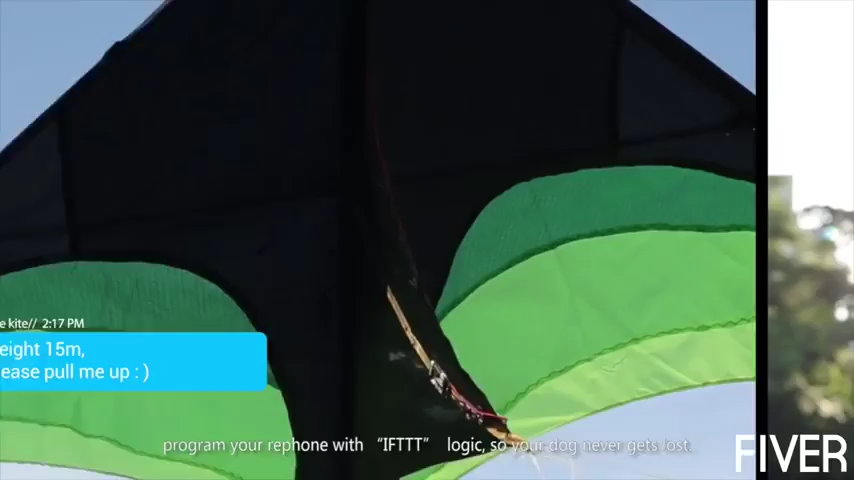 e kite// 2:17 PM
eight 15m,
ease pull me up : )
program your rephone with “IFTTT” logic, so your dog never gets lost
FIVER